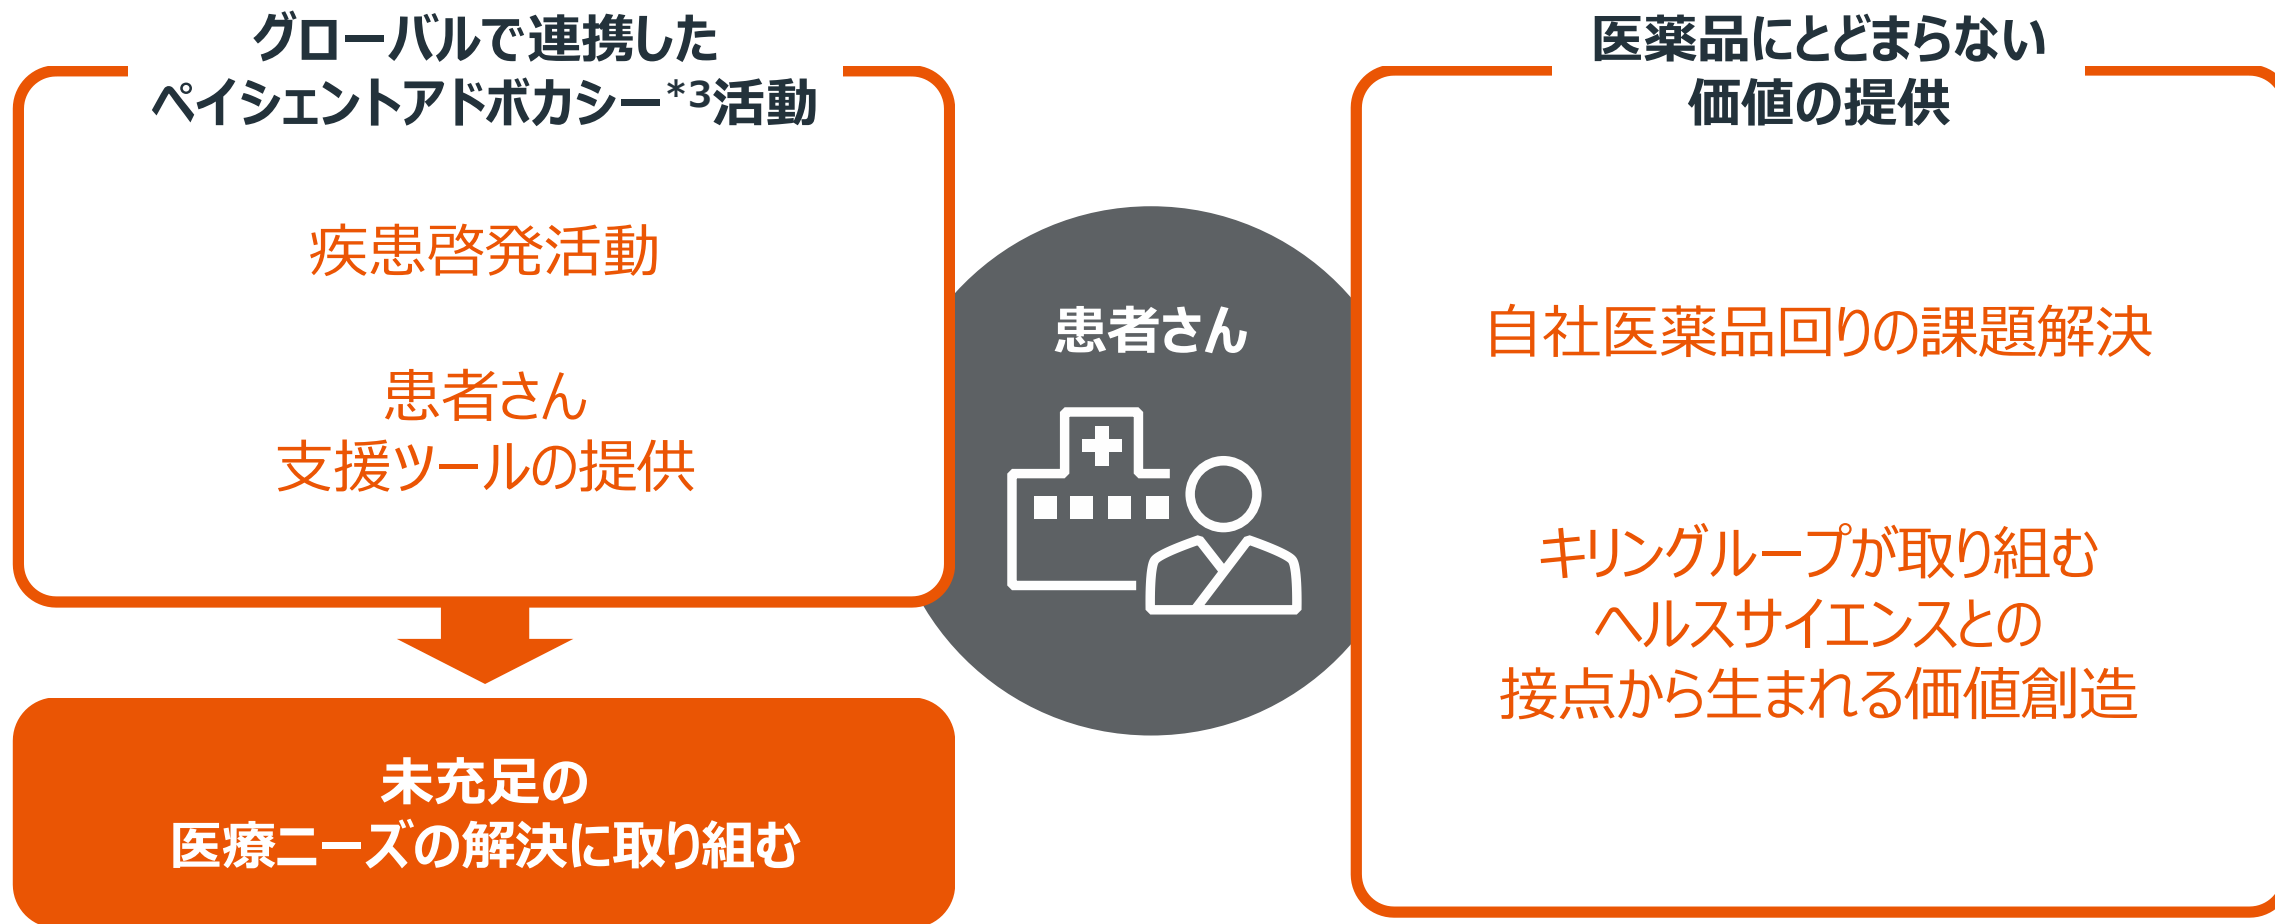 グローバルで連携した
ペイシェントアドボカシー*3活動
疾患啓発活動
患者さん
支援ツールの提供
未充足の
医療ニーズの解決に取り組む
患者さん
医薬品にとどまらない
価値の提供
自社医薬品回りの課題解決
キリングループが取り組む
ヘルスサイエンスとの
接点から生まれる価値創造